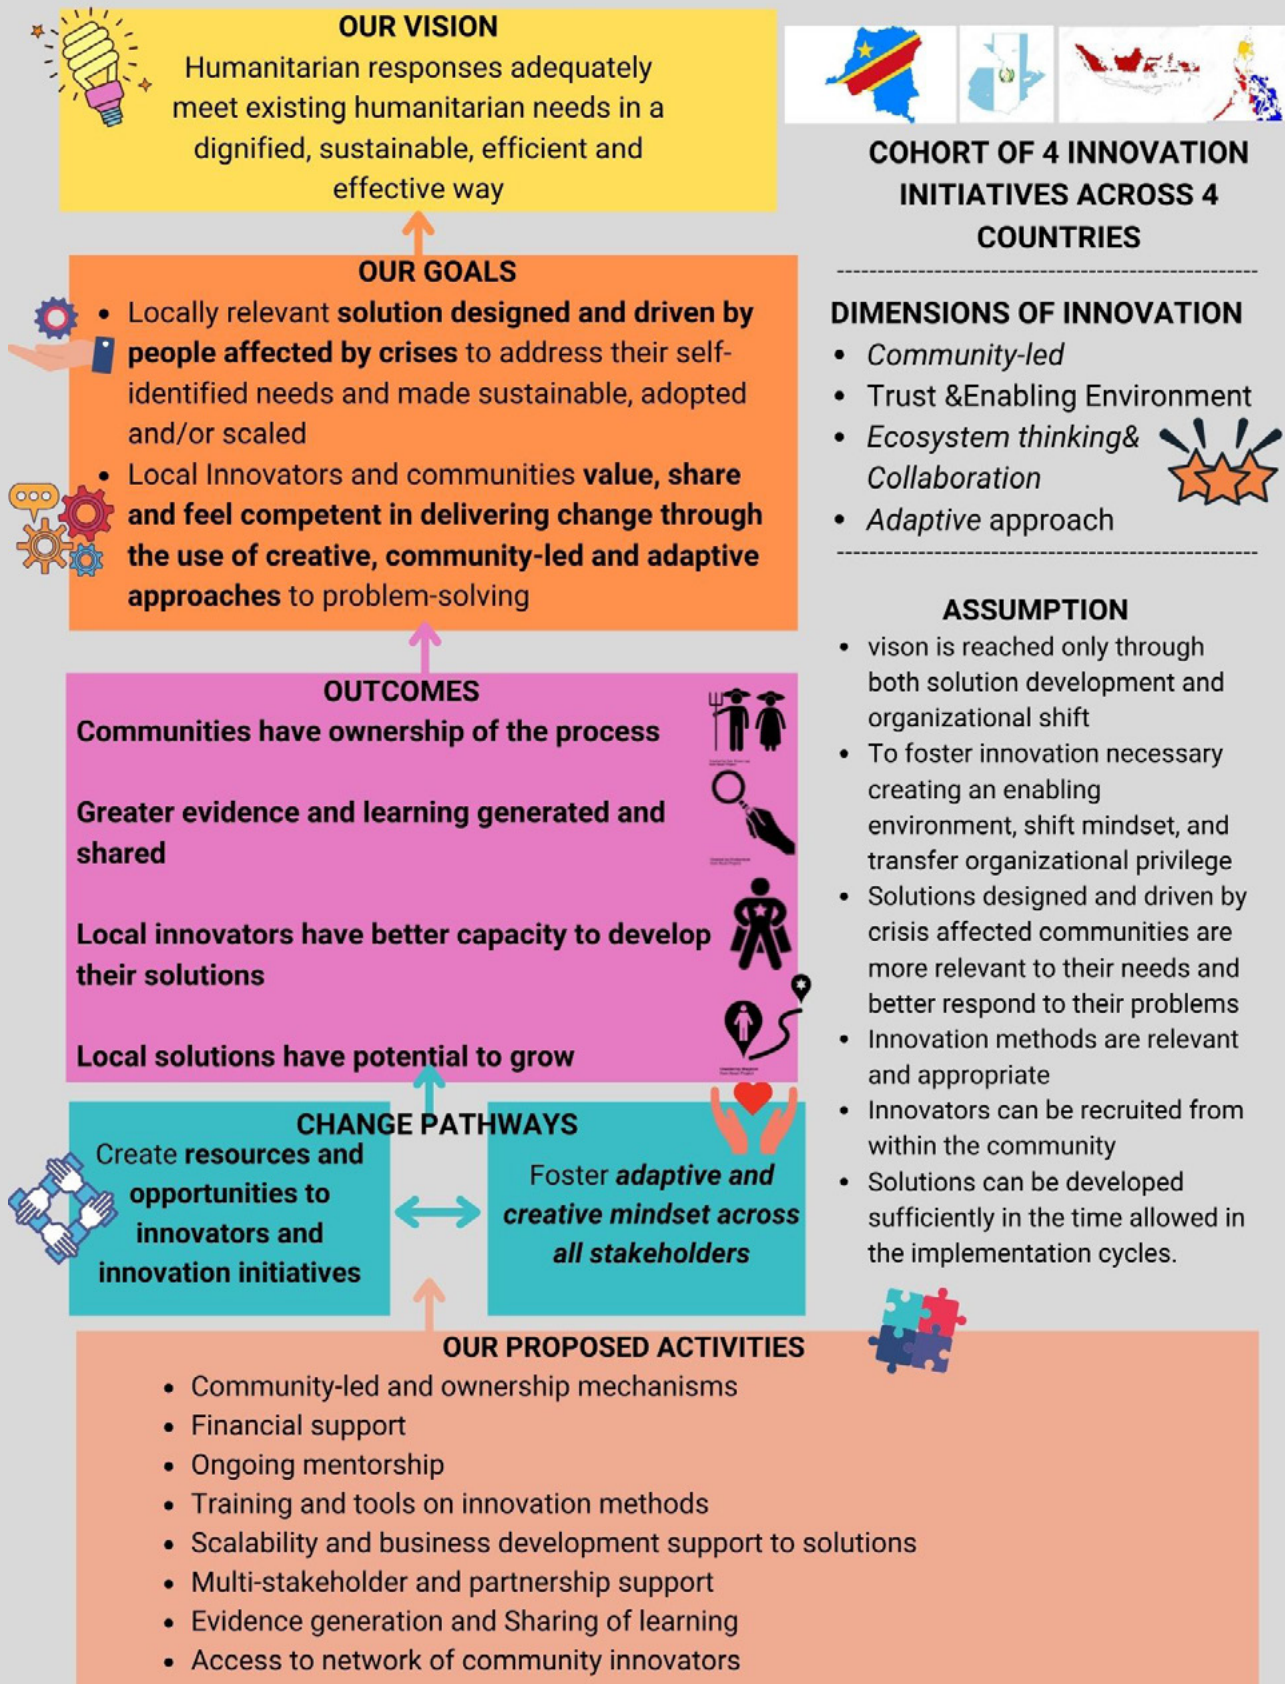 OUR VISION
Humanitarian responses adequately
meet existing humanitarian needs in a
dignified, sustainable, efficient and
effective way
OUR GOALS
• Locally relevant solution designed and driven by
people affected by crises to address their self-
identified needs and made sustainable, adopted
and/or scaled
• Local Innovators and communities value, share
and feel competent in delivering change through
the use of creative, community-led and adaptive
approaches to problem-solving
OUTCOMES
Communities have ownership of the process
Greater evidence and learning generated and
shared
Local innovators have better capacity to develop
their solutions
Local solutions have potential to grow
CHANGE PATHWAYS
Create resources and
opportunities to
innovators and
innovation initiatives
Foster adaptive and
creative mindset across
all stakeholders
OUR PROPOSED ACTIVITIES
• Community-led and ownership mechanisms
• Financial support
• Ongoing mentorship
• Training and tools on innovation methods
• Scalability and business development support to solutions
• Multi-stakeholder and partnership support
• Evidence generation and Sharing of learning
• Access to network of community innovators
COHORT OF 4 INNOVATION
INITIATIVES ACROSS 4
COUNTRIES
DIMENSIONS OF INNOVATION
• Community-led
• Trust &Enabling Environment
• Ecosystem thinking&
Collaboration
• Adaptive approach
ASSUMPTION
• vison is reached only through
both solution development and
organizational shift
• To foster innovation necessary
creating an enabling
environment, shift mindset, and
transfer organizational privilege
• Solutions designed and driven by
crisis affected communities are
more relevant to their needs and
better respond to their problems
• Innovation methods are relevant
and appropriate
• Innovators can be recruited from
within the community
• Solutions can be developed
sufficiently in the time allowed in
the implementation cycles.